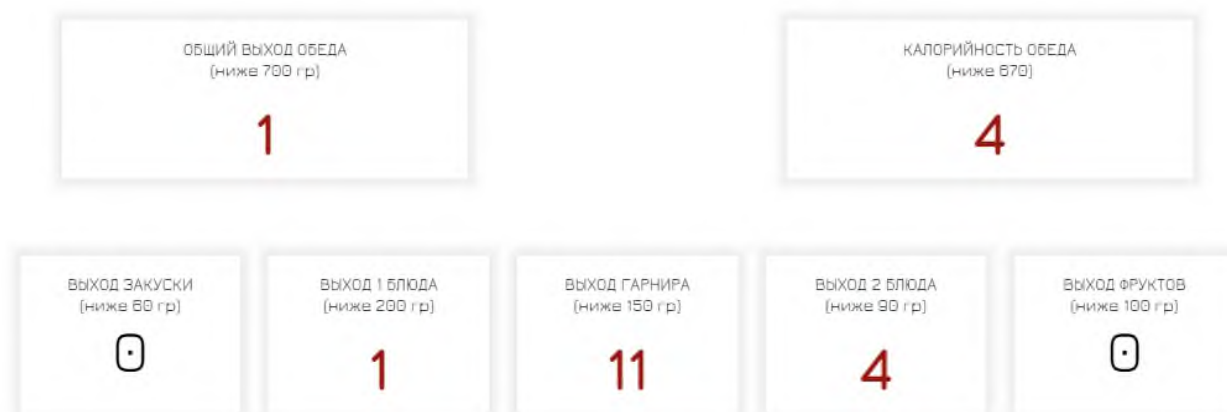 ОБЩИЙ ВЫХОД ОБЕДА
(ниже 700 гр)
1
КАЛОРИЙНОСТЬ ОБЕДА
(ниже 670)
4
ВЫХОД ЗАКУСКИ
(ниже 60 гр)
0
ВЫХОД 1 БЛЮДА
(ниже 200 гр)
1
ВЫХОД ГАРНИРА
(ниже 150 гр)
11
ВЫХОД 2 БЛЮДА
(ниже 90 гр)
4
ВЫХОД ФРУКТОВ
(ниже 100 гр)
0